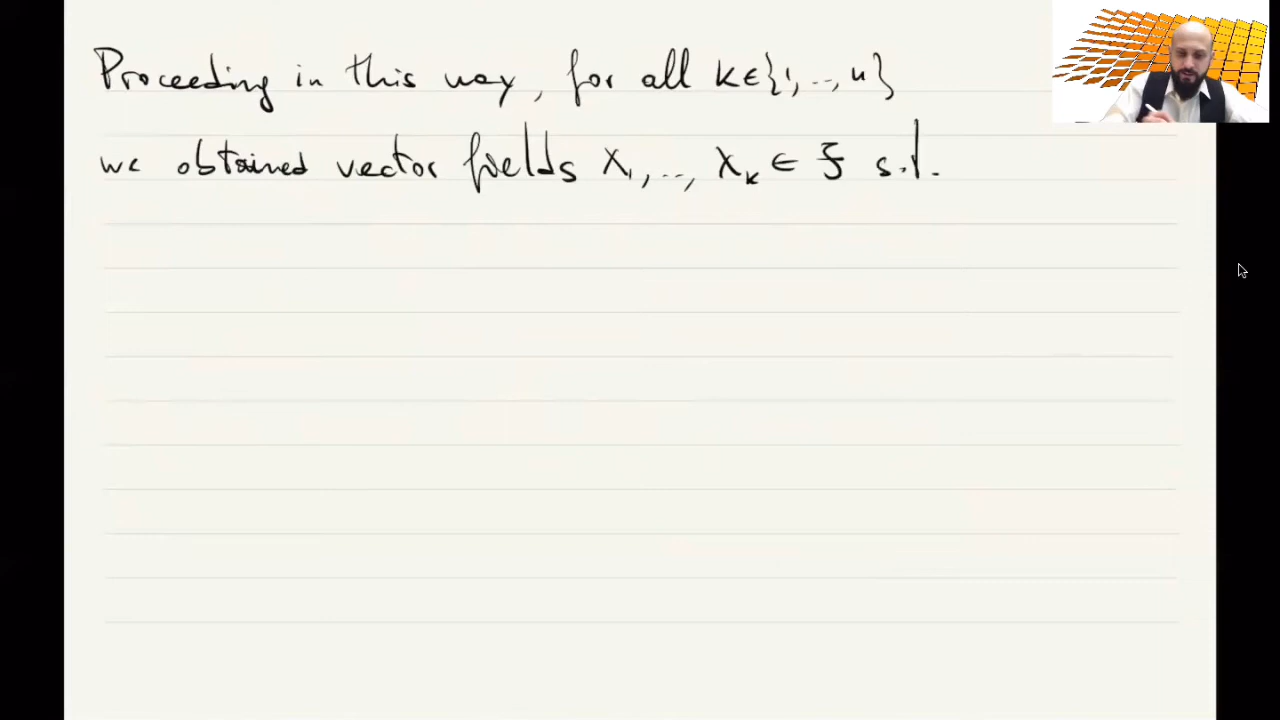 Proceeding in this way, for all k∈{1,..,n}
we obtained vector fields X₁,.., Xₖ ∈ ℱ s.t.